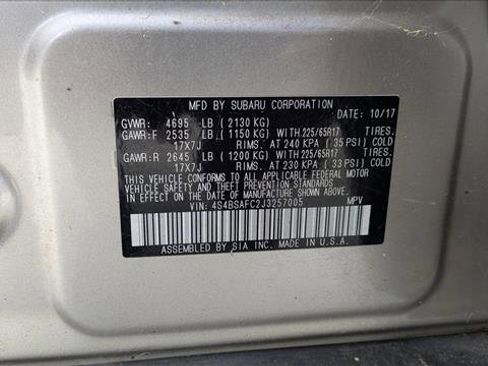 MFD BY SUBARU CORPORATION
DATE: 10/17
GVWR: 4695 LB (2130 KG)
GAWR:F 2535 LB (1150 KG) WITH 225/65R17 TIRES.
17X7J RIMS. AT 240 KPA (35 PSI) COLD
GAWR:R 2645 LB (1200 KG) WITH 225/65R17 TIRES.
17X7J RIMS. AT 230 KPA (33 PSI) COLD
THIS VEHICLE CONFORMS TO ALL APPLICABLE FEDERAL MOTOR
VEHICLE SAFETY AND THEFT PREVENTION STANDARDS IN EFFECT
ON THE DATE OF MANUFACTURE SHOWN ABOVE.
VIN: 4S4BSAFC2J3257005 MPV
ASSEMBLED BY SIA INC. MADE IN U.S.A.